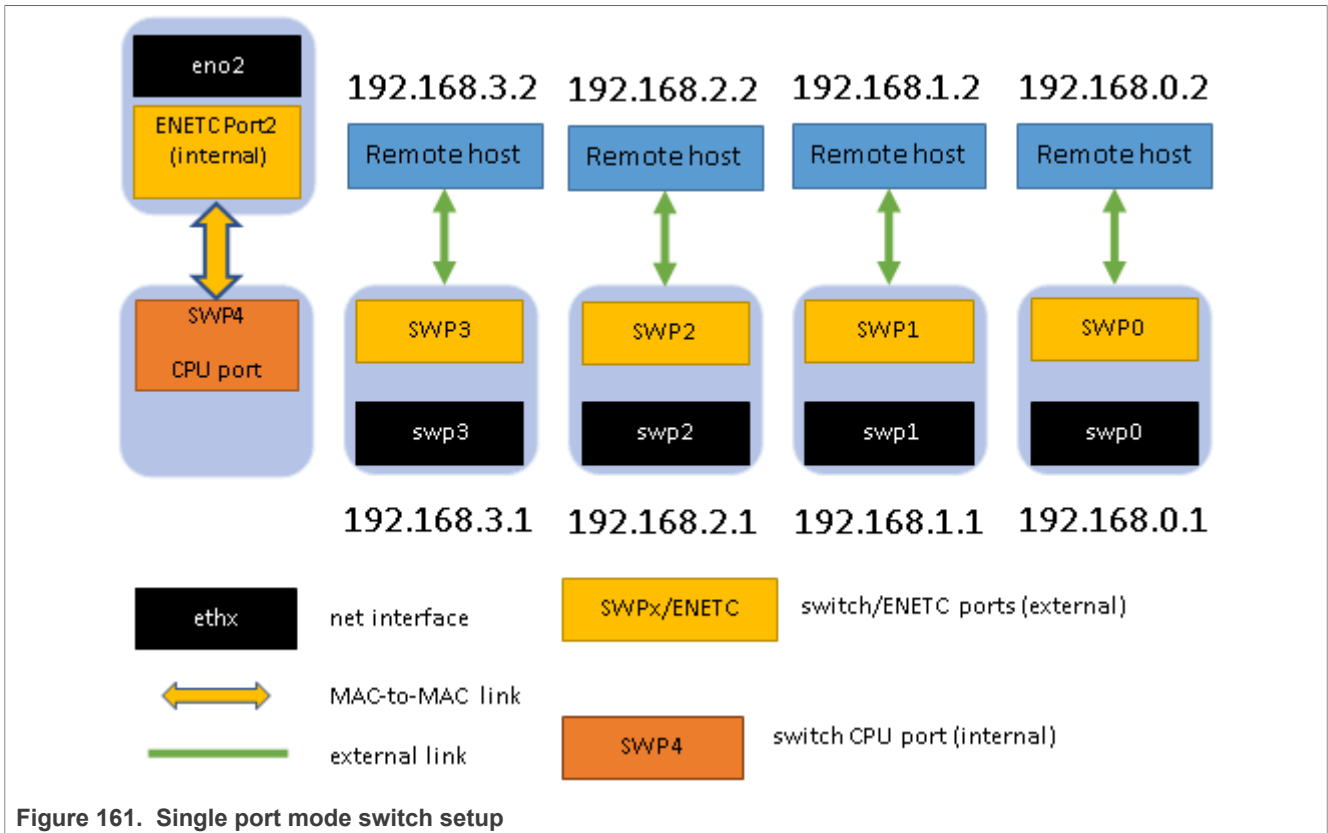 eno2
ENETC Port2
(internal)
192.168.3.2 192.168.2.2 192.168.1.2 192.168.0.2
Remote host Remote host Remote host Remote host
SWP4
CPU port
SWP3 SWP2 SWP1 SWP0
swp3 swp2 swp1 swp0
192.168.3.1 192.168.2.1 192.168.1.1 192.168.0.1
ethx net interface
SWPx/ENETC switch/ENETC ports (external)
MAC-to-MAC link
external link
SWP4 switch CPU port (internal)
Figure 161. Single port mode switch setup